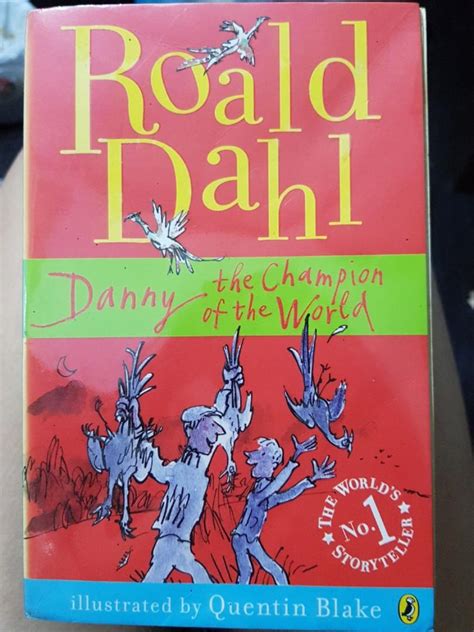 Roald
Dahl
Danny the Champion
of the World
THE WORLD'S
No.1
STORYTELLER
illustrated by Quentin Blake